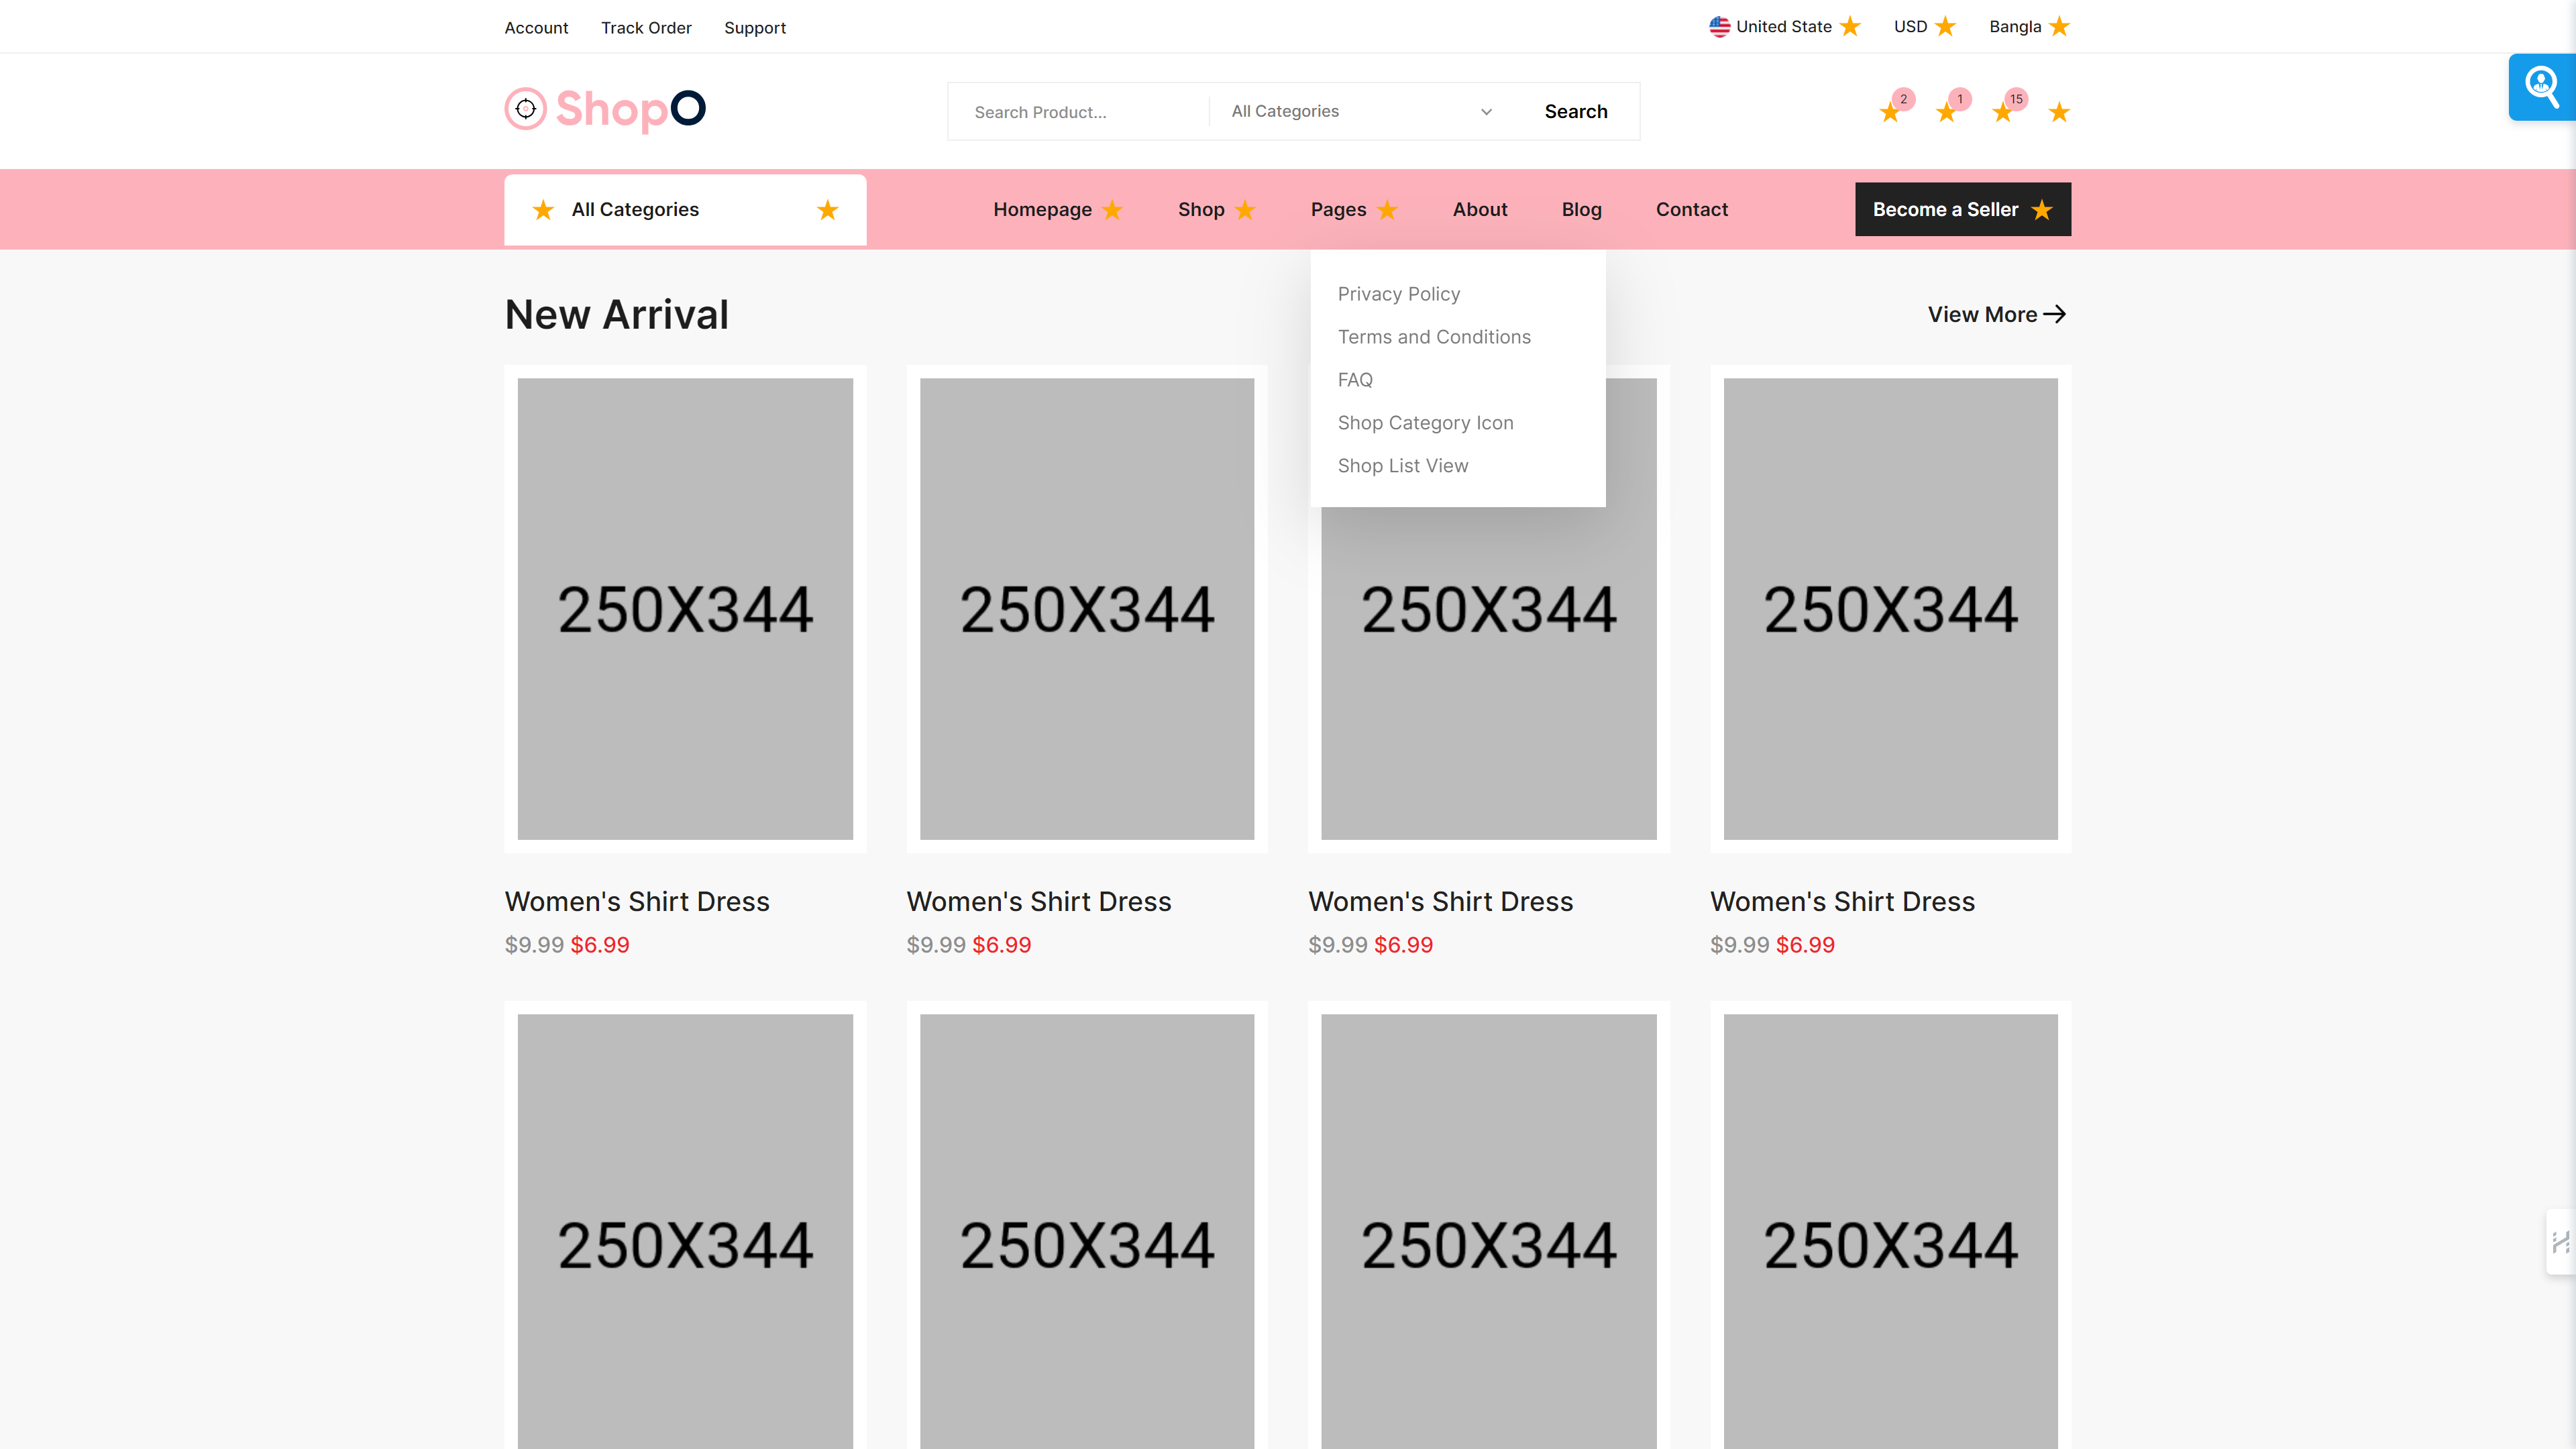 Account Track Order Support United State USD Bangla
ShopO Search Product... All Categories Search 2 1 15
All Categories Homepage Shop Pages About Blog Contact Become a Seller
New Arrival View More
Privacy Policy
Terms and Conditions
FAQ
Shop Category Icon
Shop List View
250X344 250X344 250X344 250X344
Women's Shirt Dress Women's Shirt Dress Women's Shirt Dress Women's Shirt Dress
$9.99 $6.99 $9.99 $6.99 $9.99 $6.99 $9.99 $6.99
250X344 250X344 250X344 250X344